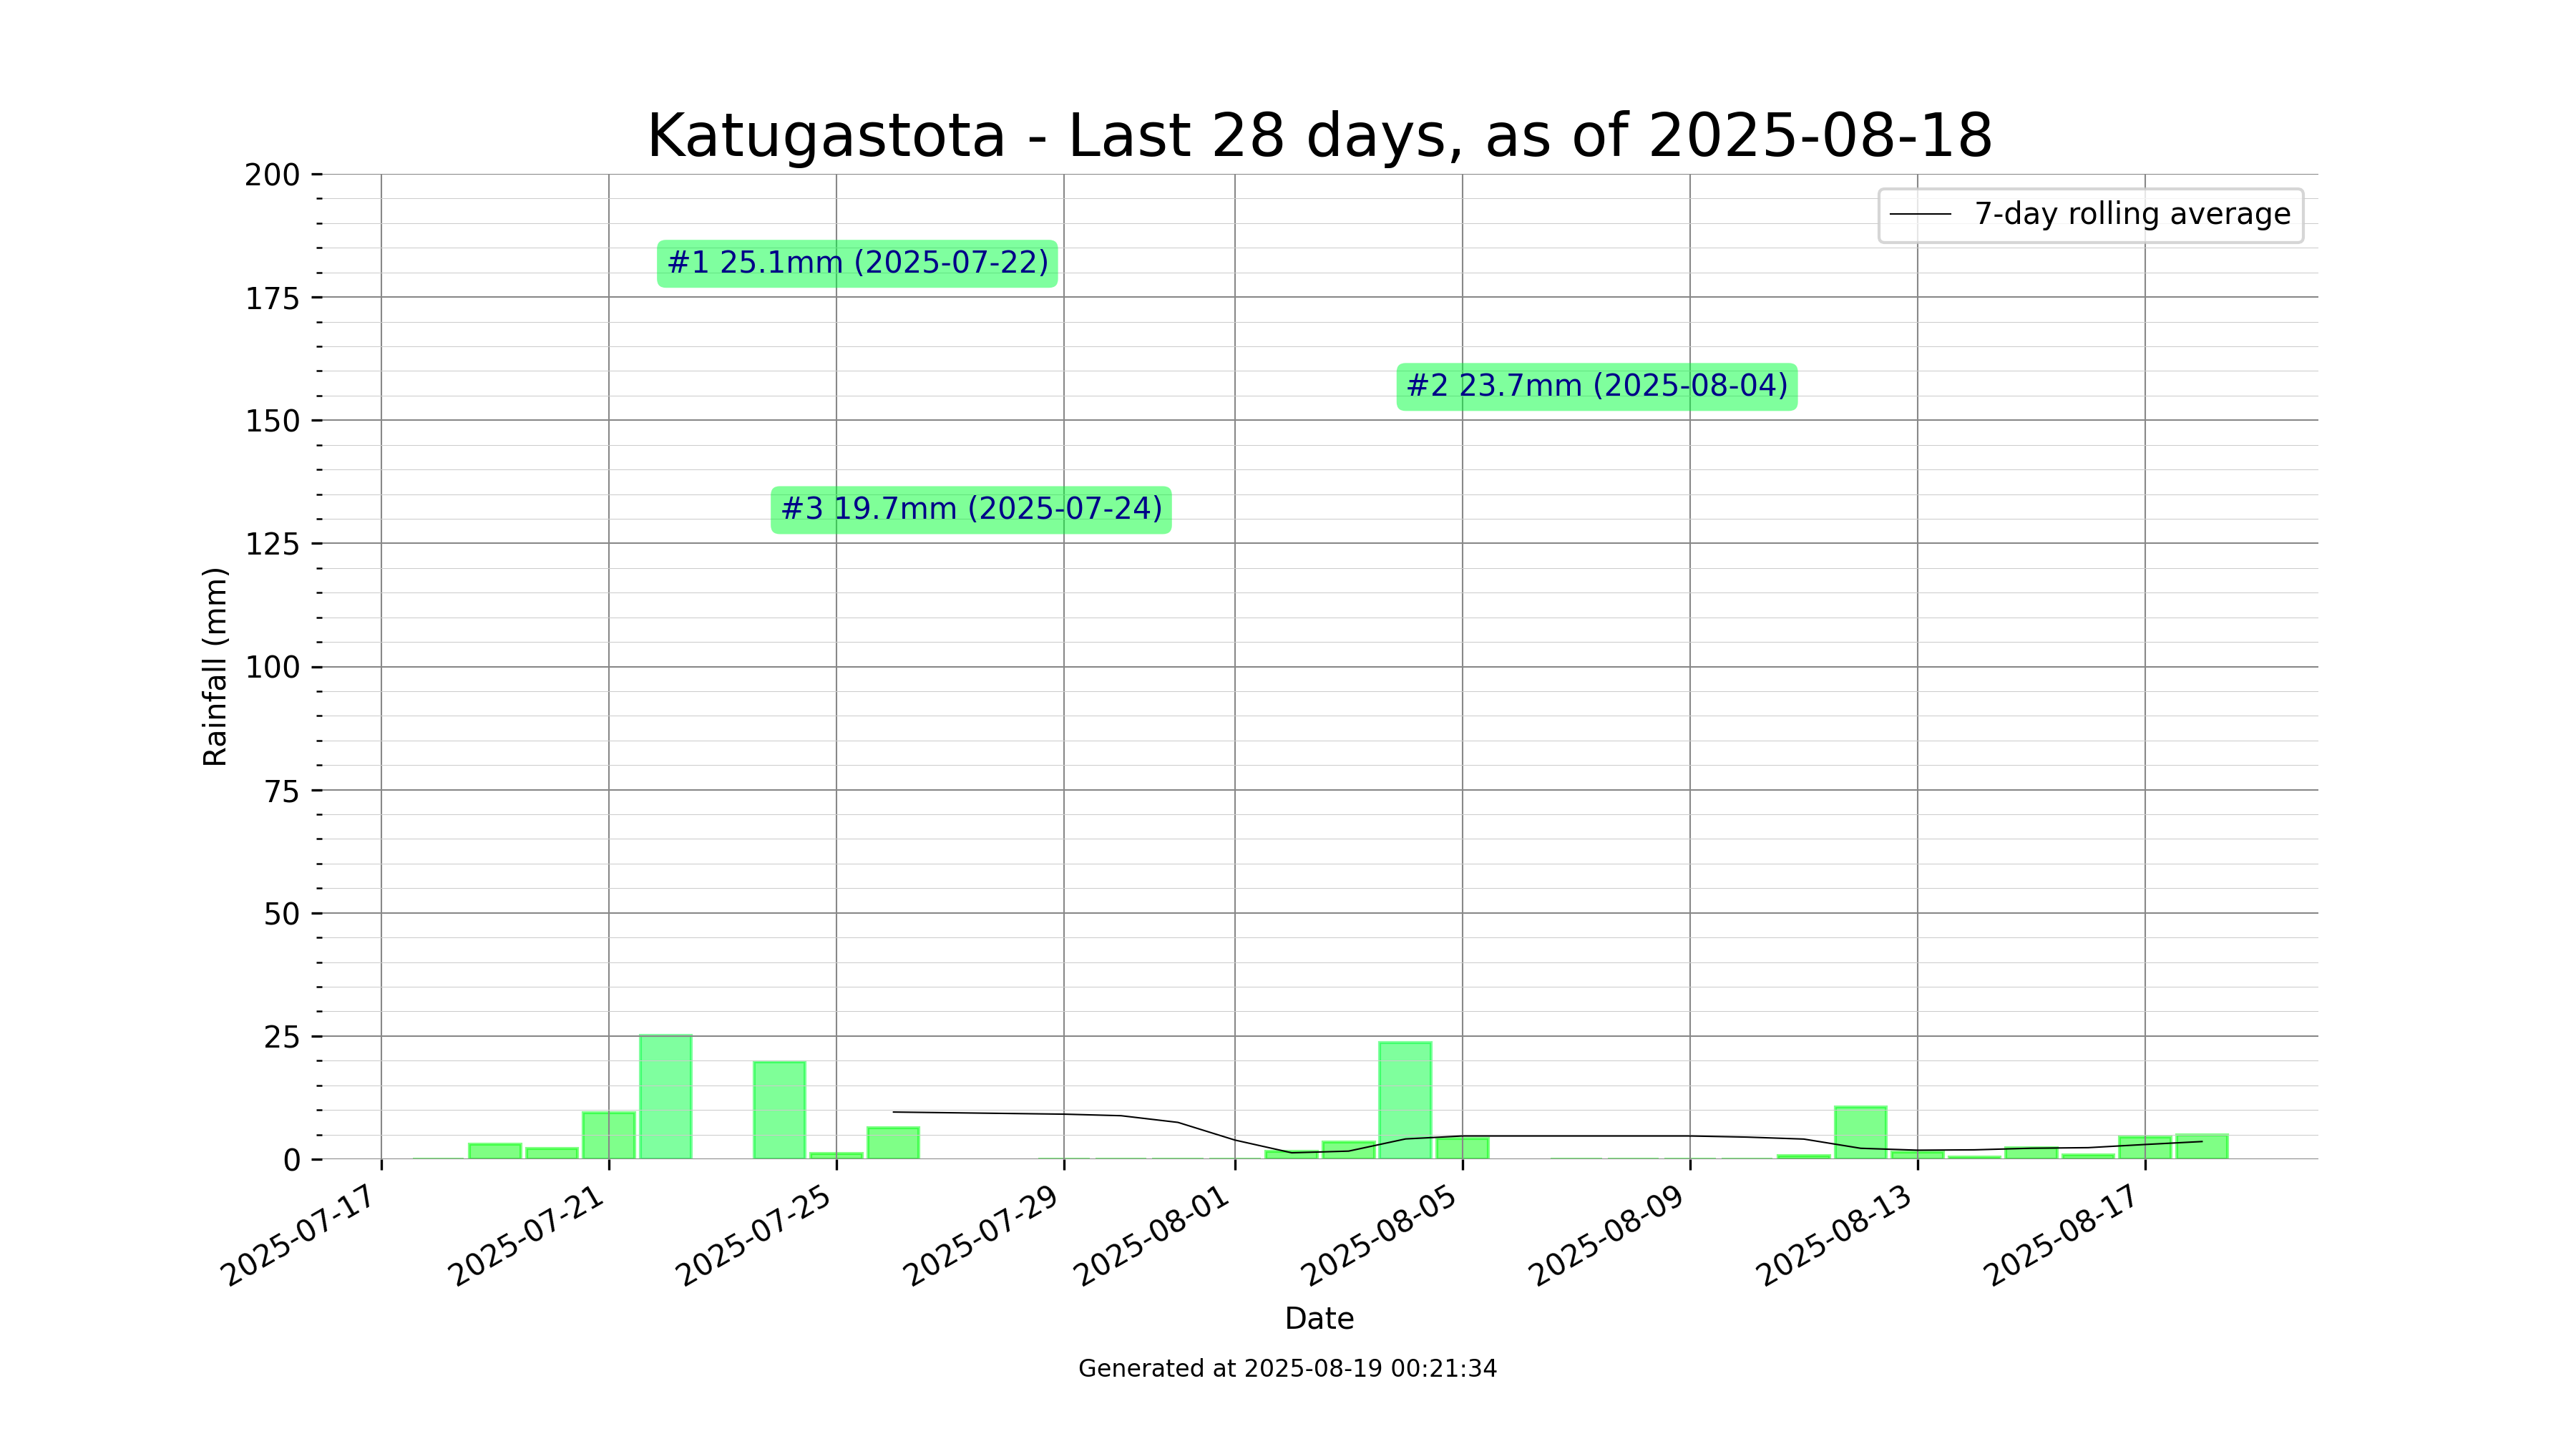 Katugastota - Last 28 days, as of 2025-08-18
7-day rolling average
#1 25.1mm (2025-07-22)
#2 23.7mm (2025-08-04)
#3 19.7mm (2025-07-24)
Rainfall (mm)
200
175
150
125
100
75
50
25
0
2025-07-17
2025-07-21
2025-07-25
2025-07-29
2025-08-01
2025-08-05
2025-08-09
2025-08-13
2025-08-17
Date
Generated at 2025-08-19 00:21:34